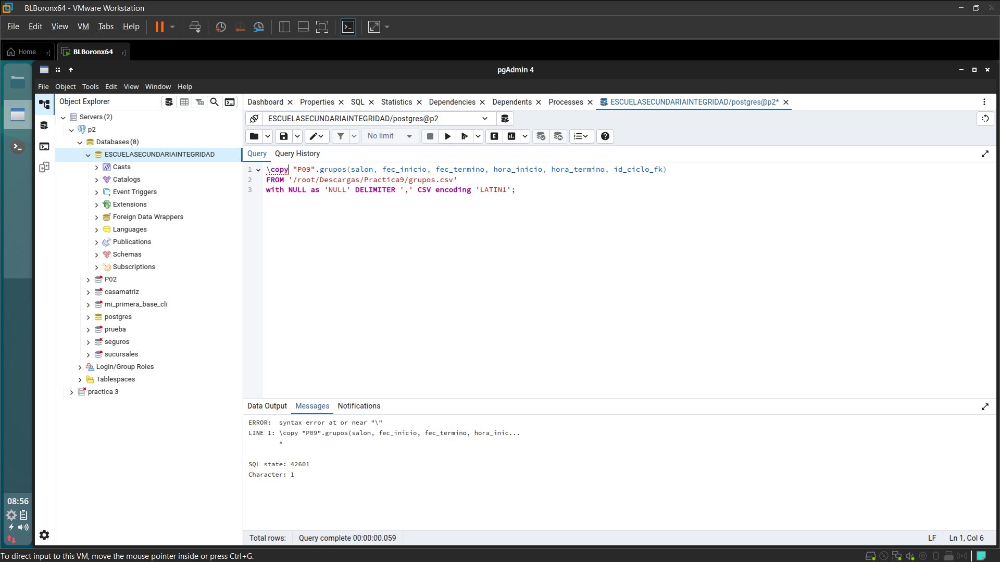 BLBoronx64 - VMware Workstation
File Edit View VM Tabs Help
Home
BLBoronx64
pgAdmin 4
File Object Tools Edit View Window Help
Object Explorer
Dashboard Properties SQL Statistics Dependencies Dependents Processes ESCUELASECUNDARIAINTEGRIDAD/postgres@p2*
Servers (2)
p2
Databases (8)
ESCUELASECUNDARIAINTEGRIDAD
Casts
Catalogs
Event Triggers
Extensions
Foreign Data Wrappers
Languages
Publications
Schemas
Subscriptions
P02
casamatriz
mi_primera_base_cli
postgres
prueba
seguros
sucursales
Login/Group Roles
Tablespaces
practica 3
ESCUELASECUNDARIAINTEGRIDAD/postgres@p2
No limit
E
Query Query History
1 \copy "P09".grupos(salon, fec_inicio, fec_termino, hora_inicio, hora_termino, id_ciclo_fk)
2 FROM '/root/Descargas/Practica9/grupos.csv'
3 with NULL as 'NULL' DELIMITER ',' CSV encoding 'LATIN1';
Data Output Messages Notifications
ERROR:  syntax error at or near "\"
LINE 1: \copy "P09".grupos(salon, fec_inicio, fec_termino, hora_inic...
^
SQL state: 42601
Character: 1
Total rows: Query complete 00:00:00.059
LF Ln 1, Col 6
08:56
To direct input to this VM, move the mouse pointer inside or press Ctrl+G.